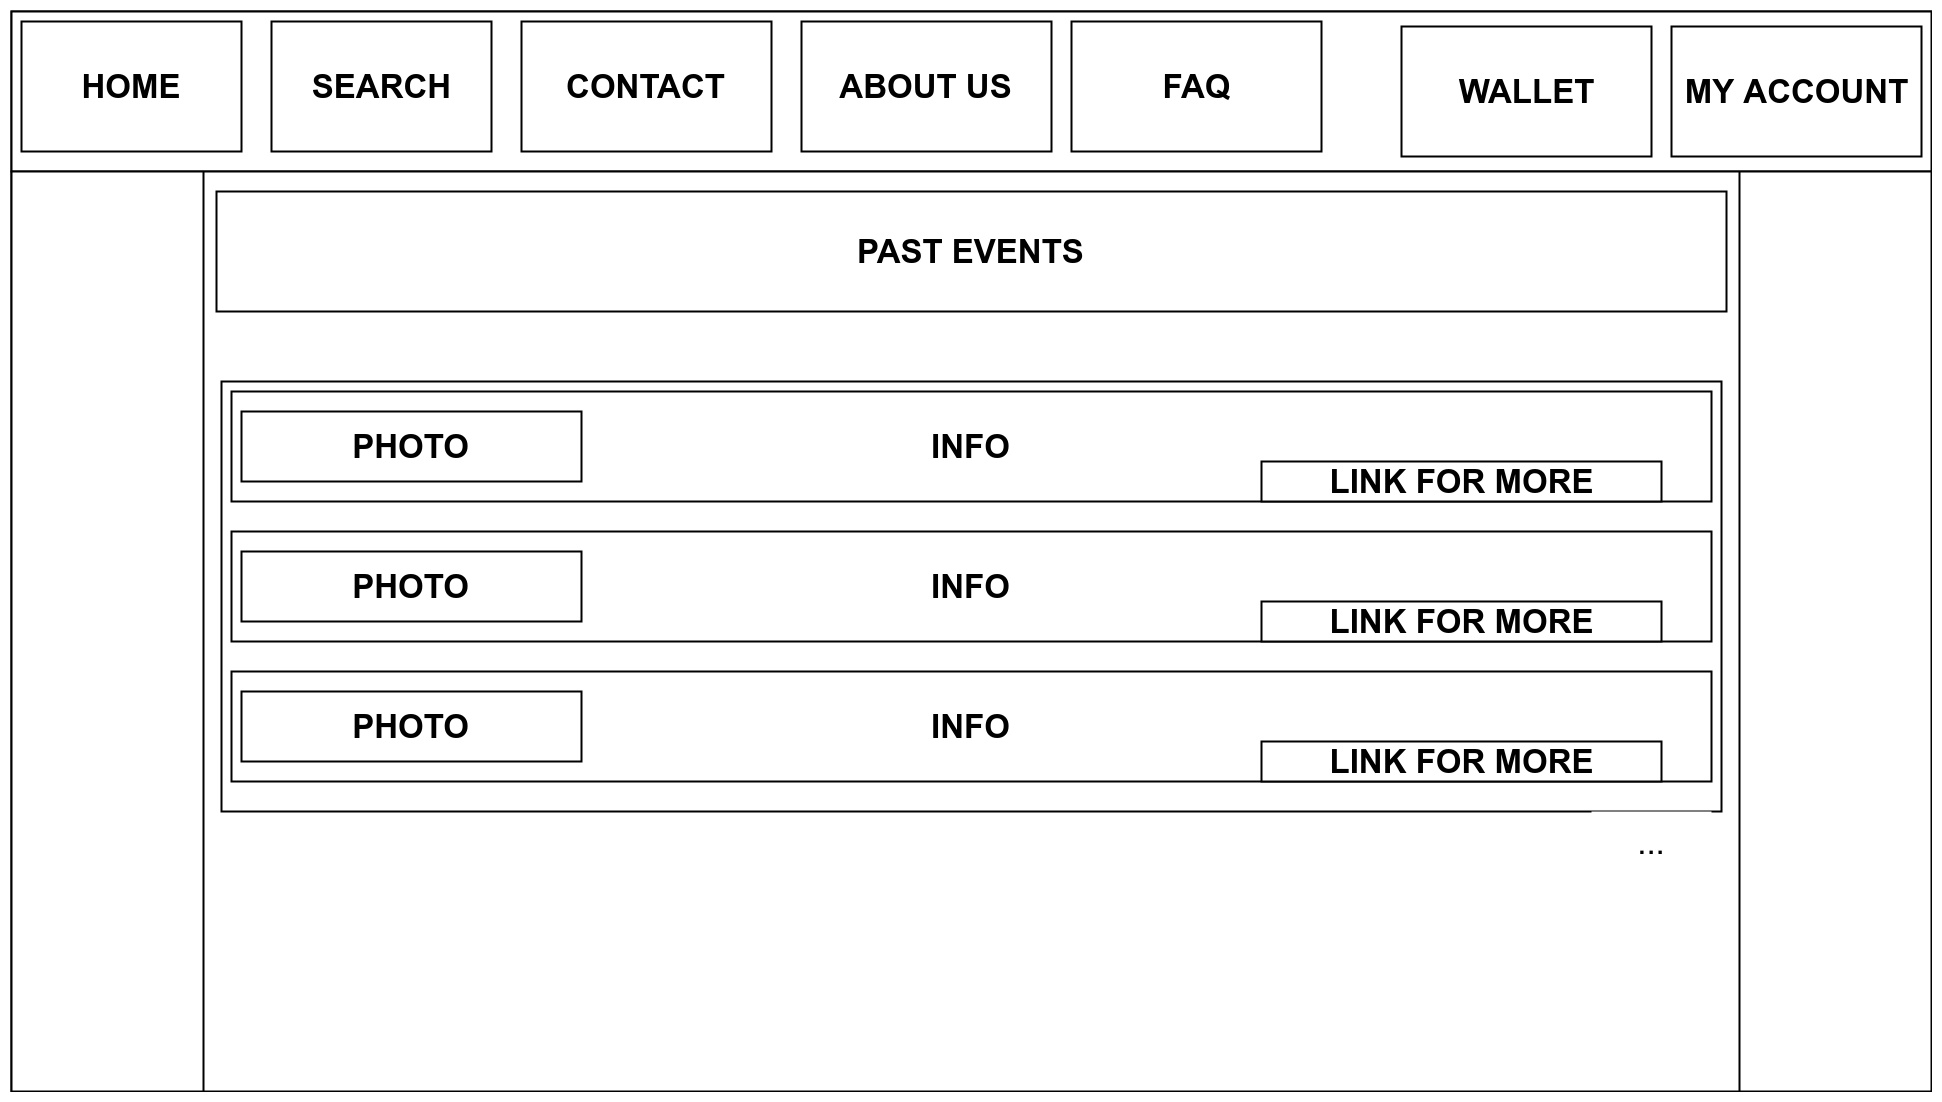 HOME
SEARCH
CONTACT
ABOUT US
FAQ
WALLET
MY ACCOUNT
PAST EVENTS
PHOTO
INFO
LINK FOR MORE
PHOTO
INFO
LINK FOR MORE
PHOTO
INFO
LINK FOR MORE
...